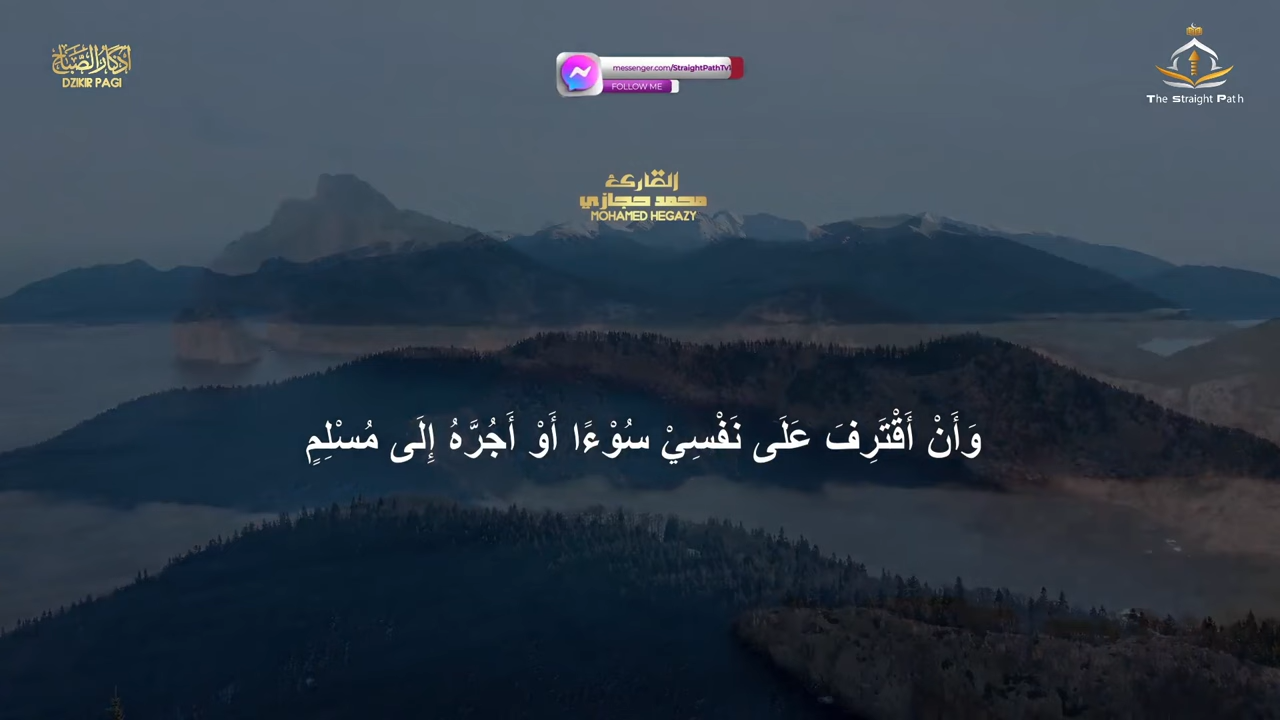 أذكار الصباح
DZIKIR PAGI
messenger.com/StraightPathTv
FOLLOW ME
The Straight Path
القارئ
محمد حجازي
MOHAMED HEGAZY
وَأَنْ أَقْتَرِفَ عَلَى نَفْسِيْ سُوْءًا أَوْ أَجُرَّهُ إِلَى مُسْلِمٍ